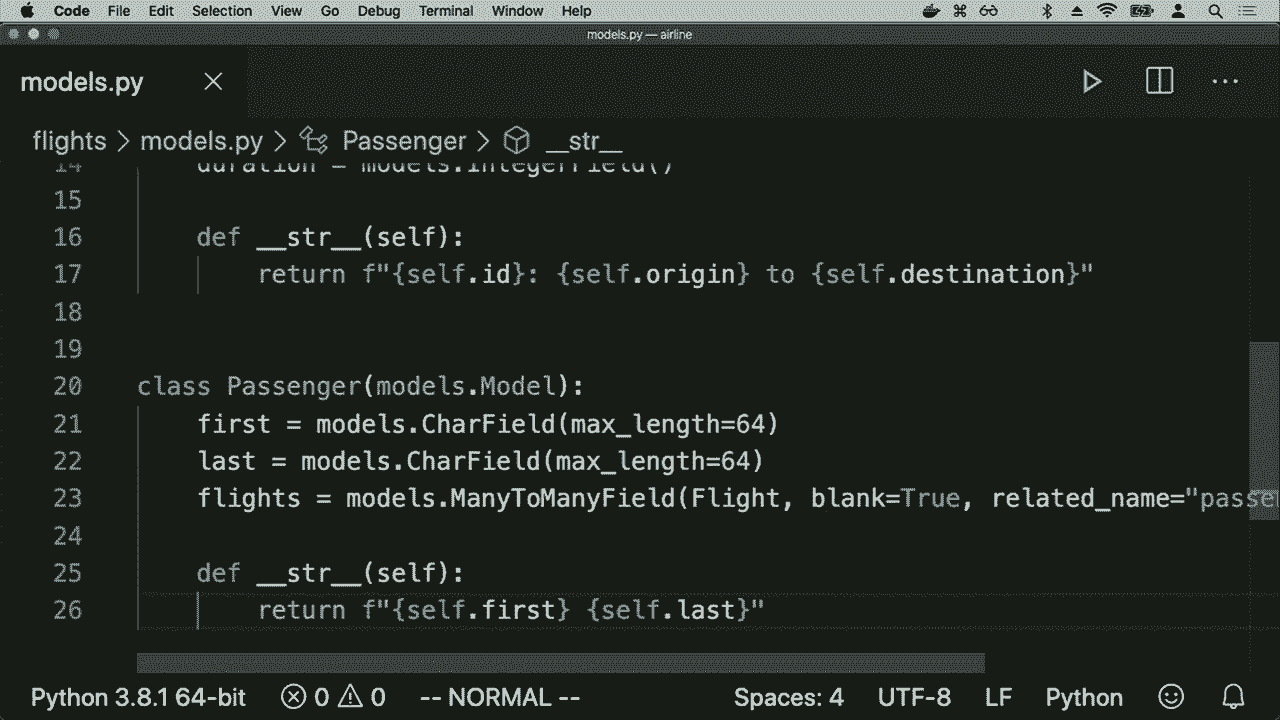 Code File Edit Selection View Go Debug Terminal Window Help
models.py — airline
models.py
flights > models.py > Passenger > __str__
14 duration = models.IntegerField()
15
16 def __str__(self):
17 return f"{self.id}: {self.origin} to {self.destination}"
18
19
20 class Passenger(models.Model):
21 first = models.CharField(max_length=64)
22 last = models.CharField(max_length=64)
23 flights = models.ManyToManyField(Flight, blank=True, related_name="passe
24
25 def __str__(self):
26 return f"{self.first} {self.last}"
Python 3.8.1 64-bit 0 0 -- NORMAL -- Spaces: 4 UTF-8 LF Python